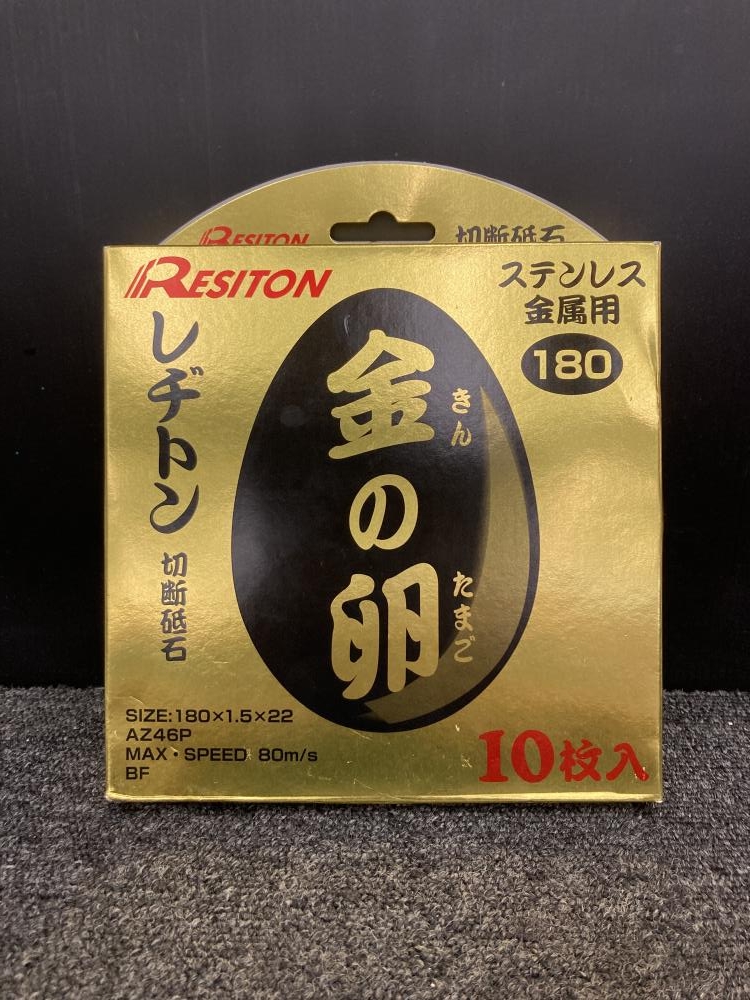 RESITON
切断砥石
RESITON
ステンレス
金属用
180
レヂトン
切断砥石
金の卵
きん
たまご
SIZE:180×1.5×22
AZ46P
MAX・SPEED 80m/s
BF
10枚入